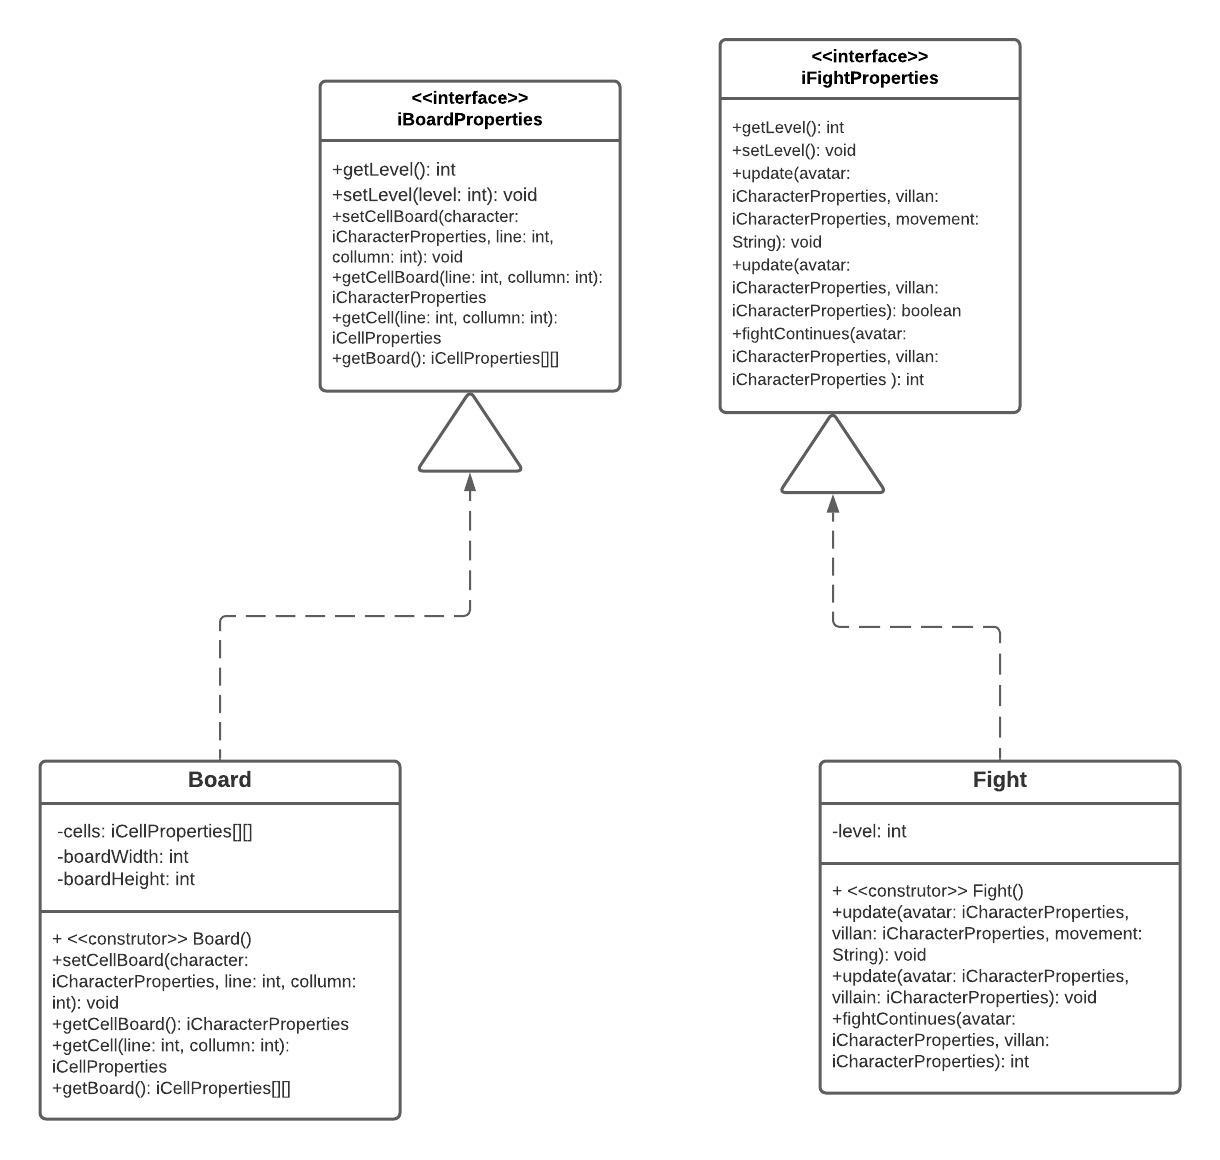 <<interface>>
iBoardProperties
+getLevel(): int
+setLevel(level: int): void
+setCellBoard(character:
iCharacterProperties, line: int,
collumn: int): void
+getCellBoard(line: int, collumn: int):
iCharacterProperties
+getCell(line: int, collumn: int):
iCellProperties
+getBoard(): iCellProperties[][]
<<interface>>
iFightProperties
+getLevel(): int
+setLevel(): void
+update(avatar:
iCharacterProperties, villan:
iCharacterProperties, movement:
String): void
+update(avatar:
iCharacterProperties, villan:
iCharacterProperties): boolean
+fightContinues(avatar:
iCharacterProperties, villan:
iCharacterProperties ): int
Board
-cells: iCellProperties[][]
-boardWidth: int
-boardHeight: int
+ <<construtor>> Board()
+setCellBoard(character:
iCharacterProperties, line: int, collumn:
int): void
+getCellBoard(): iCharacterProperties
+getCell(line: int, collumn: int):
iCellProperties
+getBoard(): iCellProperties[][]
Fight
-level: int
+ <<construtor>> Fight()
+update(avatar: iCharacterProperties,
villan: iCharacterProperties, movement:
String): void
+update(avatar: iCharacterProperties,
villain: iCharacterProperties): void
+fightContinues(avatar:
iCharacterProperties, villan:
iCharacterProperties): int